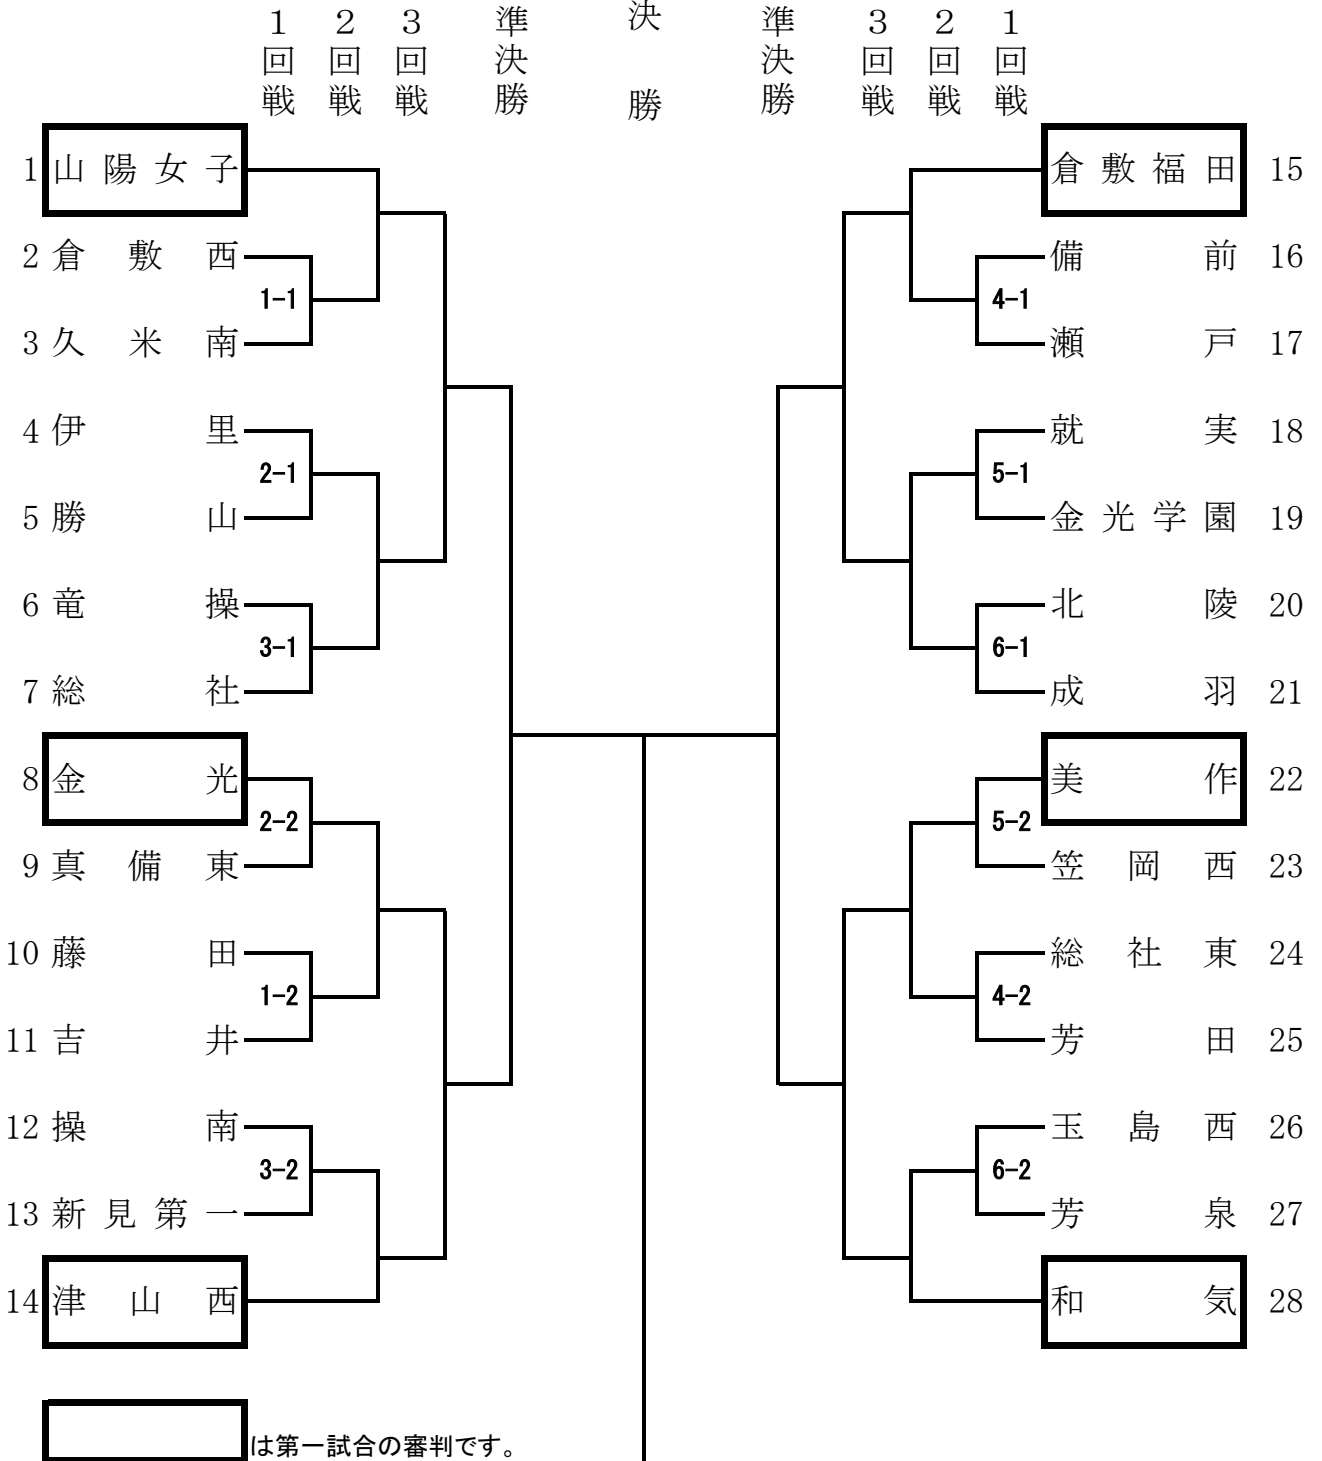 1回戦 2回戦 3回戦 準決勝 決勝 準決勝 3回戦 2回戦 1回戦
1 山陽女子 倉敷福田 15
2 倉敷西 備前 16
1-1 4-1
3 久米南 瀬戸 17
4 伊里 就実 18
2-1 5-1
5 勝山 金光学園 19
6 竜操 北陵 20
3-1 6-1
7 総社 成羽 21
8 金光 美作 22
2-2 5-2
9 真備東 笠岡西 23
10 藤田 総社東 24
1-2 4-2
11 吉井 芳田 25
12 操南 玉島西 26
3-2 6-2
13 新見第一 芳泉 27
14 津山西 和気 28
は第一試合の審判です。